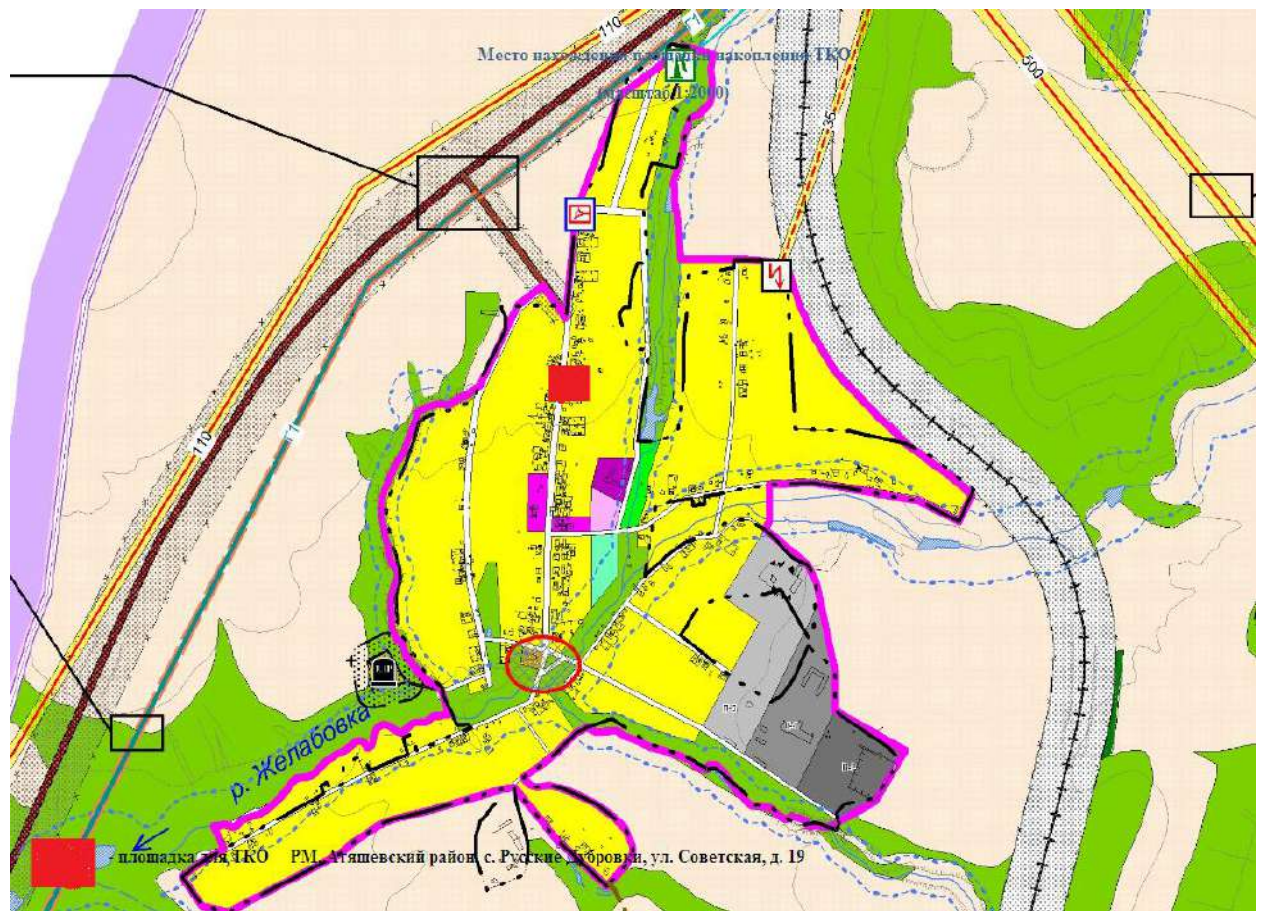 110
Место нахождения площадки накопления ТКО
(масштаб 1:2000)
500
35
110
р. Желабовка
площадка для ТКО РМ, Атяшевский район, с. Русские Дубровки, ул. Советская, д. 19